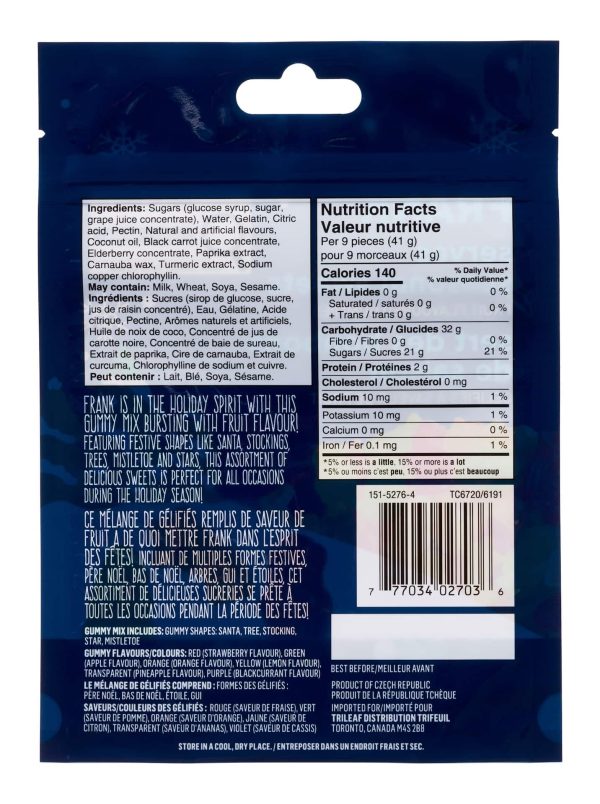 Ingredients: Sugars (glucose syrup, sugar,
grape juice concentrate), Water, Gelatin, Citric
acid, Pectin, Natural and artificial flavours,
Coconut oil, Black carrot juice concentrate,
Elderberry concentrate, Paprika extract,
Carnauba wax, Turmeric extract, Sodium
copper chlorophyllin.
May contain: Milk, Wheat, Soya, Sesame.
Ingrédients : Sucres (sirop de glucose, sucre,
jus de raisin concentré), Eau, Gélatine, Acide
citrique, Pectine, Arômes naturels et artificiels,
Huile de noix de coco, Concentré de jus de
carotte noire, Concentré de baie de sureau,
Extrait de paprika, Cire de carnauba, Extrait de
curcuma, Chlorophylline de sodium et cuivre.
Peut contenir : Lait, Blé, Soya, Sésame.
FRANK IS IN THE HOLIDAY SPIRIT WITH THIS
GUMMY MIX BURSTING WITH FRUIT FLAVOUR!
FEATURING FESTIVE SHAPES LIKE SANTA, STOCKINGS,
TREES, MISTLETOE AND STARS, THIS ASSORTMENT OF
DELICIOUS SWEETS IS PERFECT FOR ALL OCCASIONS
DURING THE HOLIDAY SEASON!
CE MÉLANGE DE GÉLIFIÉS REMPLIS DE SAVEUR DE
FRUIT A DE QUOI METTRE FRANK DANS L'ESPRIT
DES FÊTES! INCLUANT DE MULTIPLES FORMES FESTIVES,
PÈRE NOËL, BAS DE NOËL, ARBRES, GUI ET ÉTOILES, CET
ASSORTIMENT DE DÉLICIEUSES SUCRERIES SE PRÊTE À
TOUTES LES OCCASIONS PENDANT LA PÉRIODE DES FÊTES!
GUMMY MIX INCLUDES: GUMMY SHAPES: SANTA, TREE, STOCKING,
STAR, MISTLETOE
GUMMY FLAVOURS/COLOURS: RED (STRAWBERRY FLAVOUR), GREEN
(APPLE FLAVOUR), ORANGE (ORANGE FLAVOUR), YELLOW (LEMON FLAVOUR),
TRANSPARENT (PINEAPPLE FLAVOUR), PURPLE (BLACKCURRANT FLAVOUR)
LE MÉLANGE DE GÉLIFIÉS COMPREND : FORMES DES GÉLIFIÉS :
PÈRE NOËL, BAS DE NOËL, ÉTOILE, GUI
SAVEURS/COULEURS DES GÉLIFIÉS : ROUGE (SAVEUR DE FRAISE), VERT
(SAVEUR DE POMME), ORANGE (SAVEUR D'ORANGE), JAUNE (SAVEUR DE
CITRON), TRANSPARENT (SAVEUR D'ANANAS), VIOLET (SAVEUR DE CASSIS)
Nutrition Facts
Valeur nutritive
Per 9 pieces (41 g)
pour 9 morceaux (41 g)
Calories 140
% Daily Value*
% valeur quotidienne*
Fat / Lipides 0 g 0 %
Saturated / saturés 0 g
+ Trans / trans 0 g 0 %
Carbohydrate / Glucides 32 g
Fibre / Fibres 0 g 0 %
Sugars / Sucres 21 g 21 %
Protein / Protéines 2 g
Cholesterol / Cholestérol 0 mg
Sodium 10 mg 1 %
Potassium 10 mg 1 %
Calcium 0 mg 0 %
Iron / Fer 0.1 mg 1 %
*5% or less is a little, 15% or more is a lot
*5% ou moins c'est peu, 15% ou plus c'est beaucoup
151-5276-4 TC6720/6191
7 77034 02703 6
BEST BEFORE/MEILLEUR AVANT
PRODUCT OF CZECH REPUBLIC
PRODUIT DE LA RÉPUBLIQUE TCHÈQUE
IMPORTED FOR/IMPORTÉ POUR
TRILEAF DISTRIBUTION TRIFEUIL
TORONTO, CANADA M4S 2B8
STORE IN A COOL, DRY PLACE. / ENTREPOSER DANS UN ENDROIT FRAIS ET SEC.